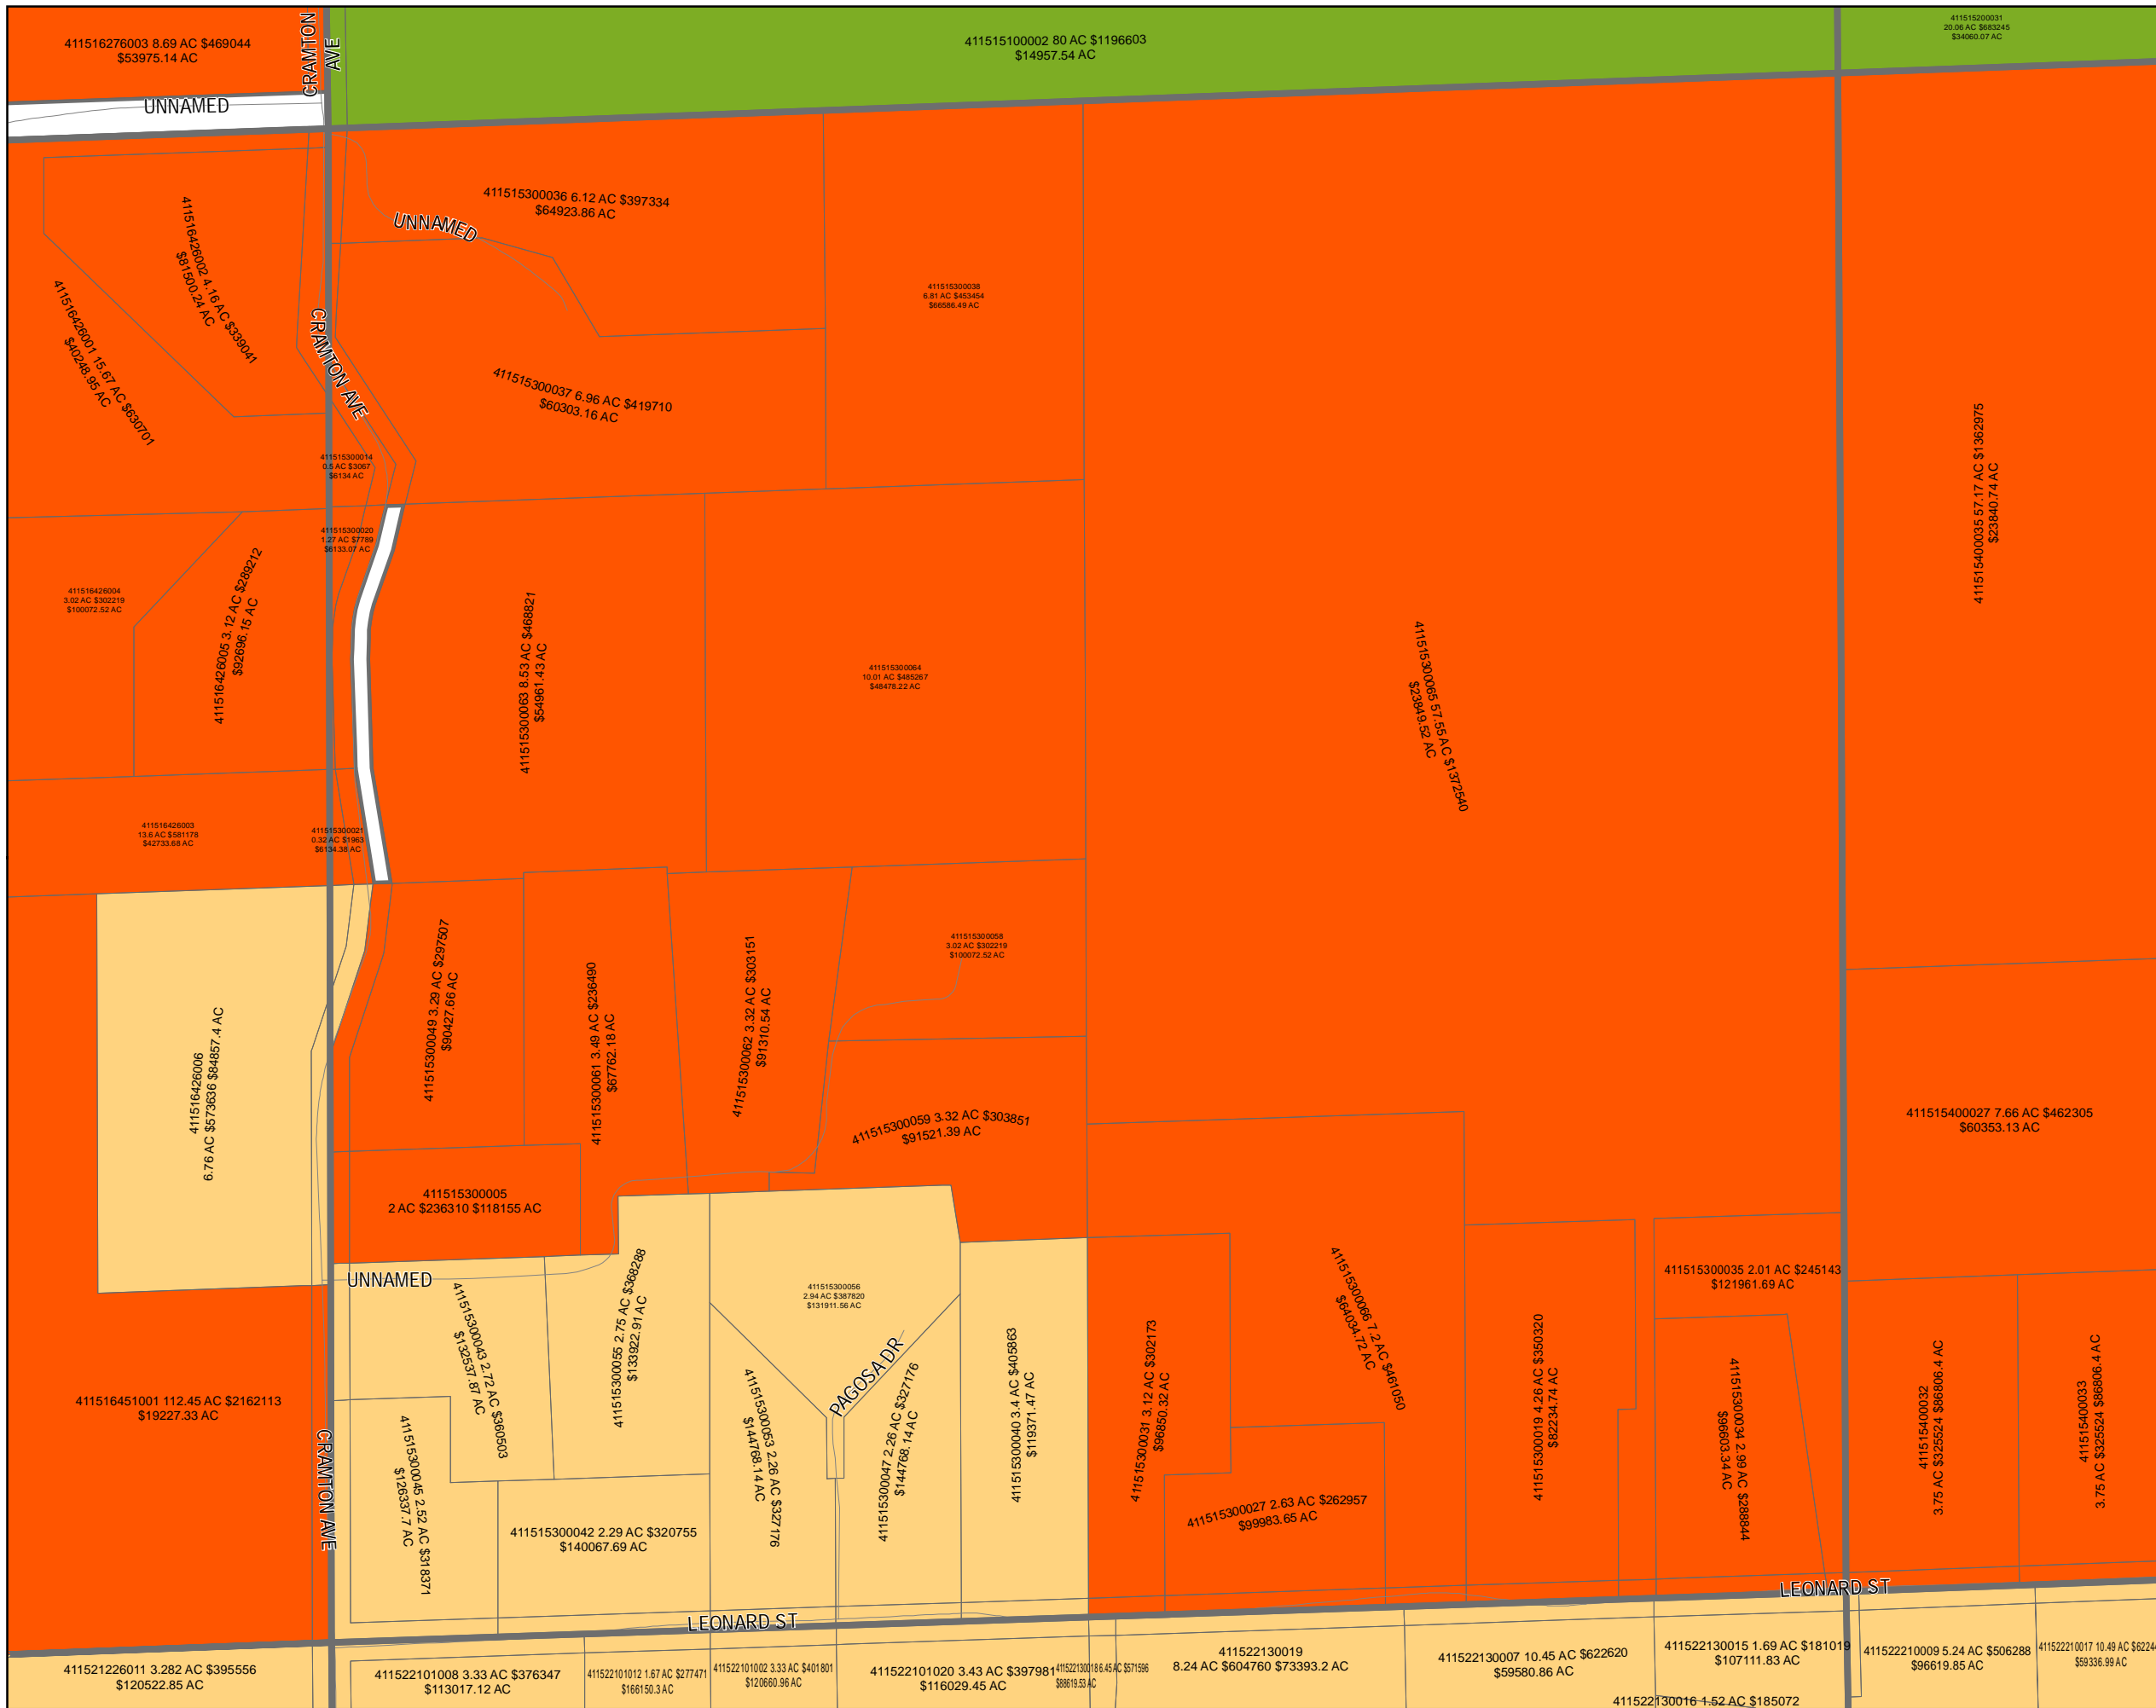 411516276003 8.69 AC $469044
$53975.14 AC
CRAMTON
AVE
411515100002 80 AC $1196603
$14957.54 AC
411515200031
20.06 AC $683245
$34060.07 AC
UNNAMED
411516426002 4.16 AC $339041
$81500.24 AC
411516426001 15.67 AC $630701
$40248.95 AC
CRAMTON AVE
411515300036 6.12 AC $397334
$64923.86 AC
UNNAMED
411515300038
6.81 AC $453454
$66586.49 AC
411515300037 6.96 AC $419710
$60303.16 AC
411515300014
0.5 AC $3067
$6134 AC
411515300020
1.27 AC $7789
$6133.07 AC
411516426004
3.02 AC $302219
$100072.52 AC
411516426005 3.12 AC $289212
$92696.15 AC
411515300063 8.53 AC $468821
$54961.43 AC
411515300064
10.01 AC $485267
$48478.22 AC
411515300065 57.55 AC $1372540
$23849.52 AC
411515400035 57.17 AC $1362975
$23840.74 AC
411516426003
13.6 AC $581178
$42733.68 AC
411515300021
0.32 AC $1963
$6134.38 AC
411516426006
6.76 AC $573636 $84857.4 AC
411515300049 3.29 AC $297507
$90427.66 AC
411515300061 3.49 AC $236490
$67762.18 AC
411515300062 3.32 AC $303151
$91310.54 AC
411515300058
3.02 AC $302219
$100072.52 AC
411515300059 3.32 AC $303851
$91521.39 AC
411515400027 7.66 AC $462305
$60353.13 AC
411515300005
2 AC $236310 $118155 AC
UNNAMED
411515300043 2.72 AC $360503
$132537.87 AC
411515300055 2.75 AC $368288
$133922.91 AC
411515300056
2.94 AC $387820
$131911.56 AC
PAGOSA DR
411515300053 2.26 AC $327176
$144768.14 AC
411515300047 2.26 AC $327176
$144768.14 AC
411515300040 3.4 AC $405863
$119371.47 AC
411515300031 3.12 AC $302173
$96850.32 AC
411515300066 7.2 AC $461050
$64034.72 AC
411515300019 4.26 AC $350320
$82234.74 AC
411515300035 2.01 AC $245143
$121961.69 AC
411515300034 2.99 AC $288844
$96603.34 AC
411515400032
3.75 AC $325524 $86806.4 AC
411515400033
3.75 AC $325524 $86806.4 AC
411516451001 112.45 AC $2162113
$19227.33 AC
CRAMTON AVE
411515300045 2.52 AC $318371
$126337.7 AC
411515300042 2.29 AC $320755
$140067.69 AC
411515300027 2.63 AC $262957
$99983.65 AC
LEONARD ST
LEONARD ST
411521226011 3.282 AC $395556
$120522.85 AC
411522101008 3.33 AC $376347
$113017.12 AC
411522101012 1.67 AC $277471
$166150.3 AC
411522101002 3.33 AC $401801
$120660.96 AC
411522101020 3.43 AC $397981
$116029.45 AC
411522130018 6.45 AC $571596
$88619.53 AC
411522130019
8.24 AC $604760 $73393.2 AC
411522130007 10.45 AC $622620
$59580.86 AC
411522130015 1.69 AC $181019
$107111.83 AC
411522130016 1.52 AC $185072
411522210009 5.24 AC $506288
$96619.85 AC
411522210017 10.49 AC $6224
$59336.99 AC